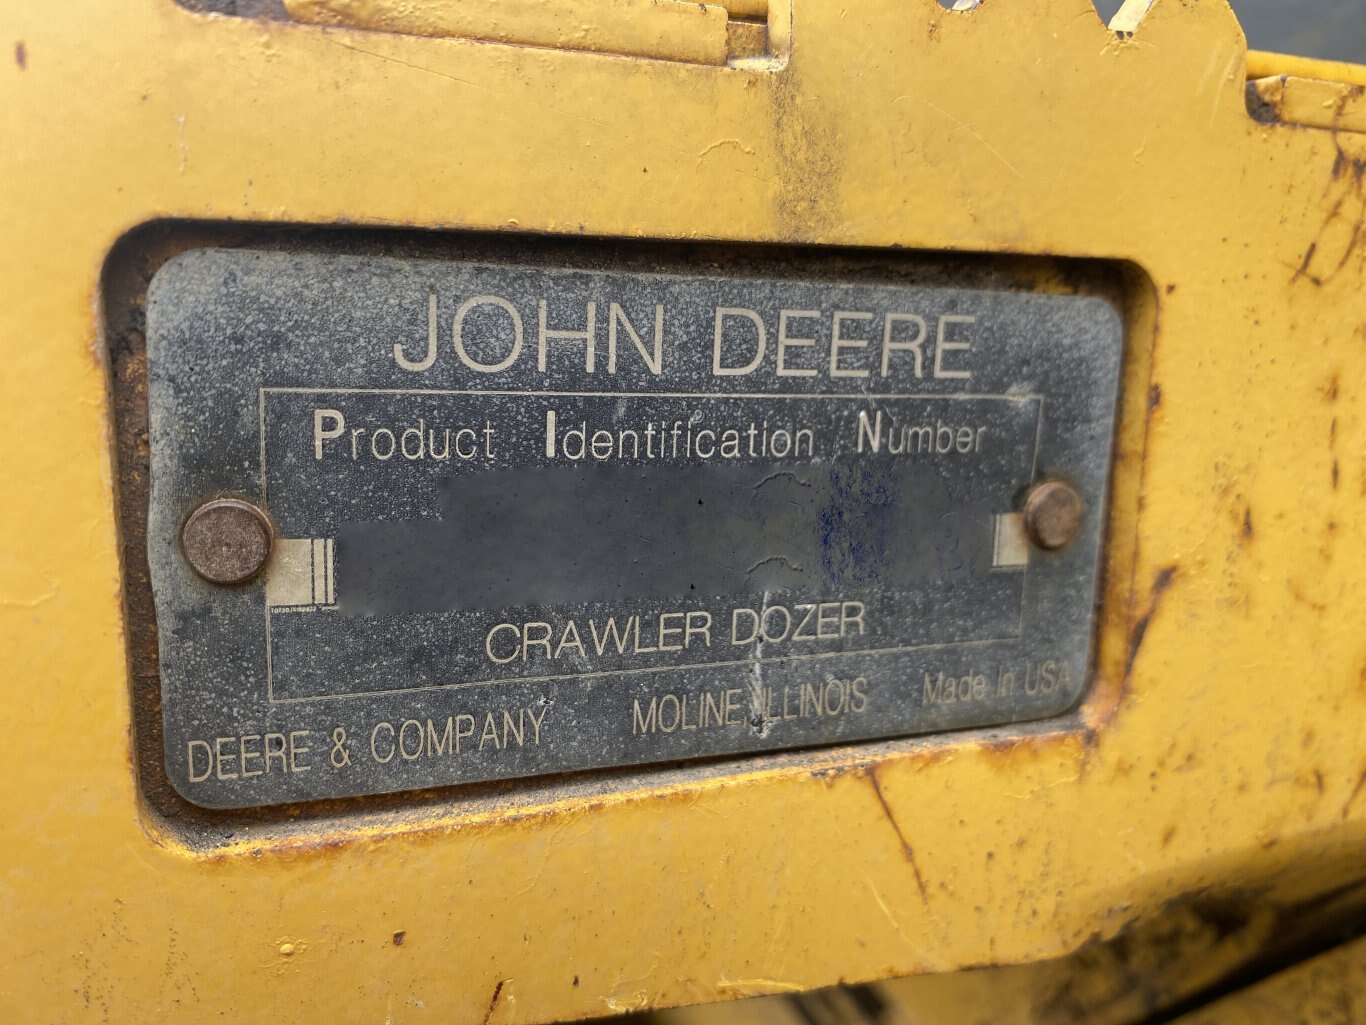 JOHN DEERE
Product Identification Number
CRAWLER DOZER
DEERE & COMPANY MOLINE, ILLINOIS Made in USA